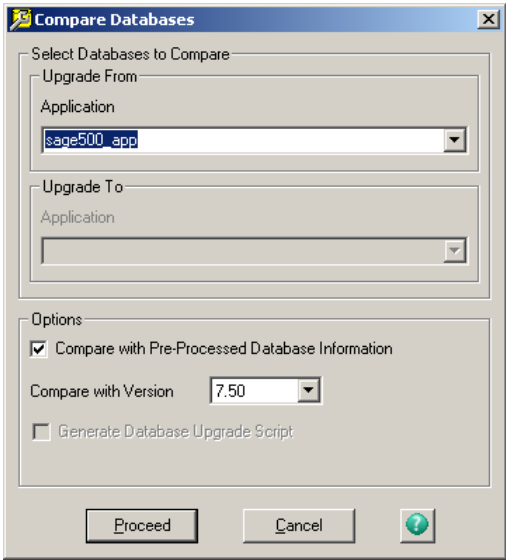 Compare Databases
Select Databases to Compare
Upgrade From
Application
sage500_app
Upgrade To
Application
Options
Compare with Pre-Processed Database Information
Compare with Version 7.50
Generate Database Upgrade Script
Proceed Cancel ?